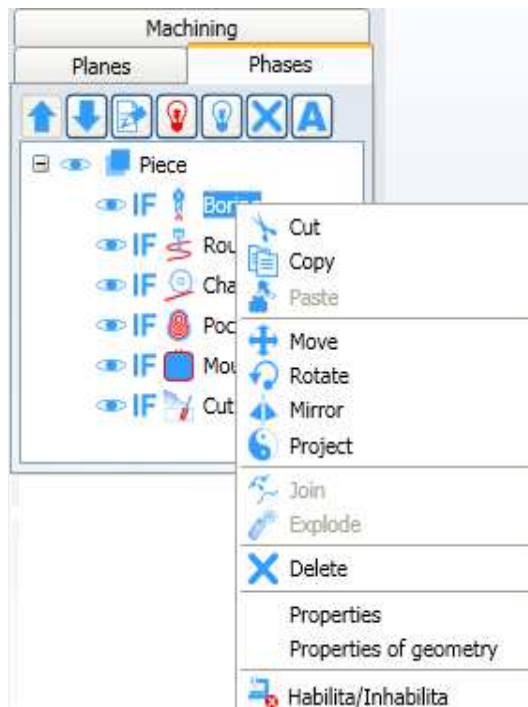 Machining
Planes Phases
A
Piece
IF
IF
IF
IF
IF
IF Cut
Cut
Copy
Paste
Move
Rotate
Mirror
Project
Join
Explode
Delete
Properties
Properties of geometry
Habilita/Inhabilita